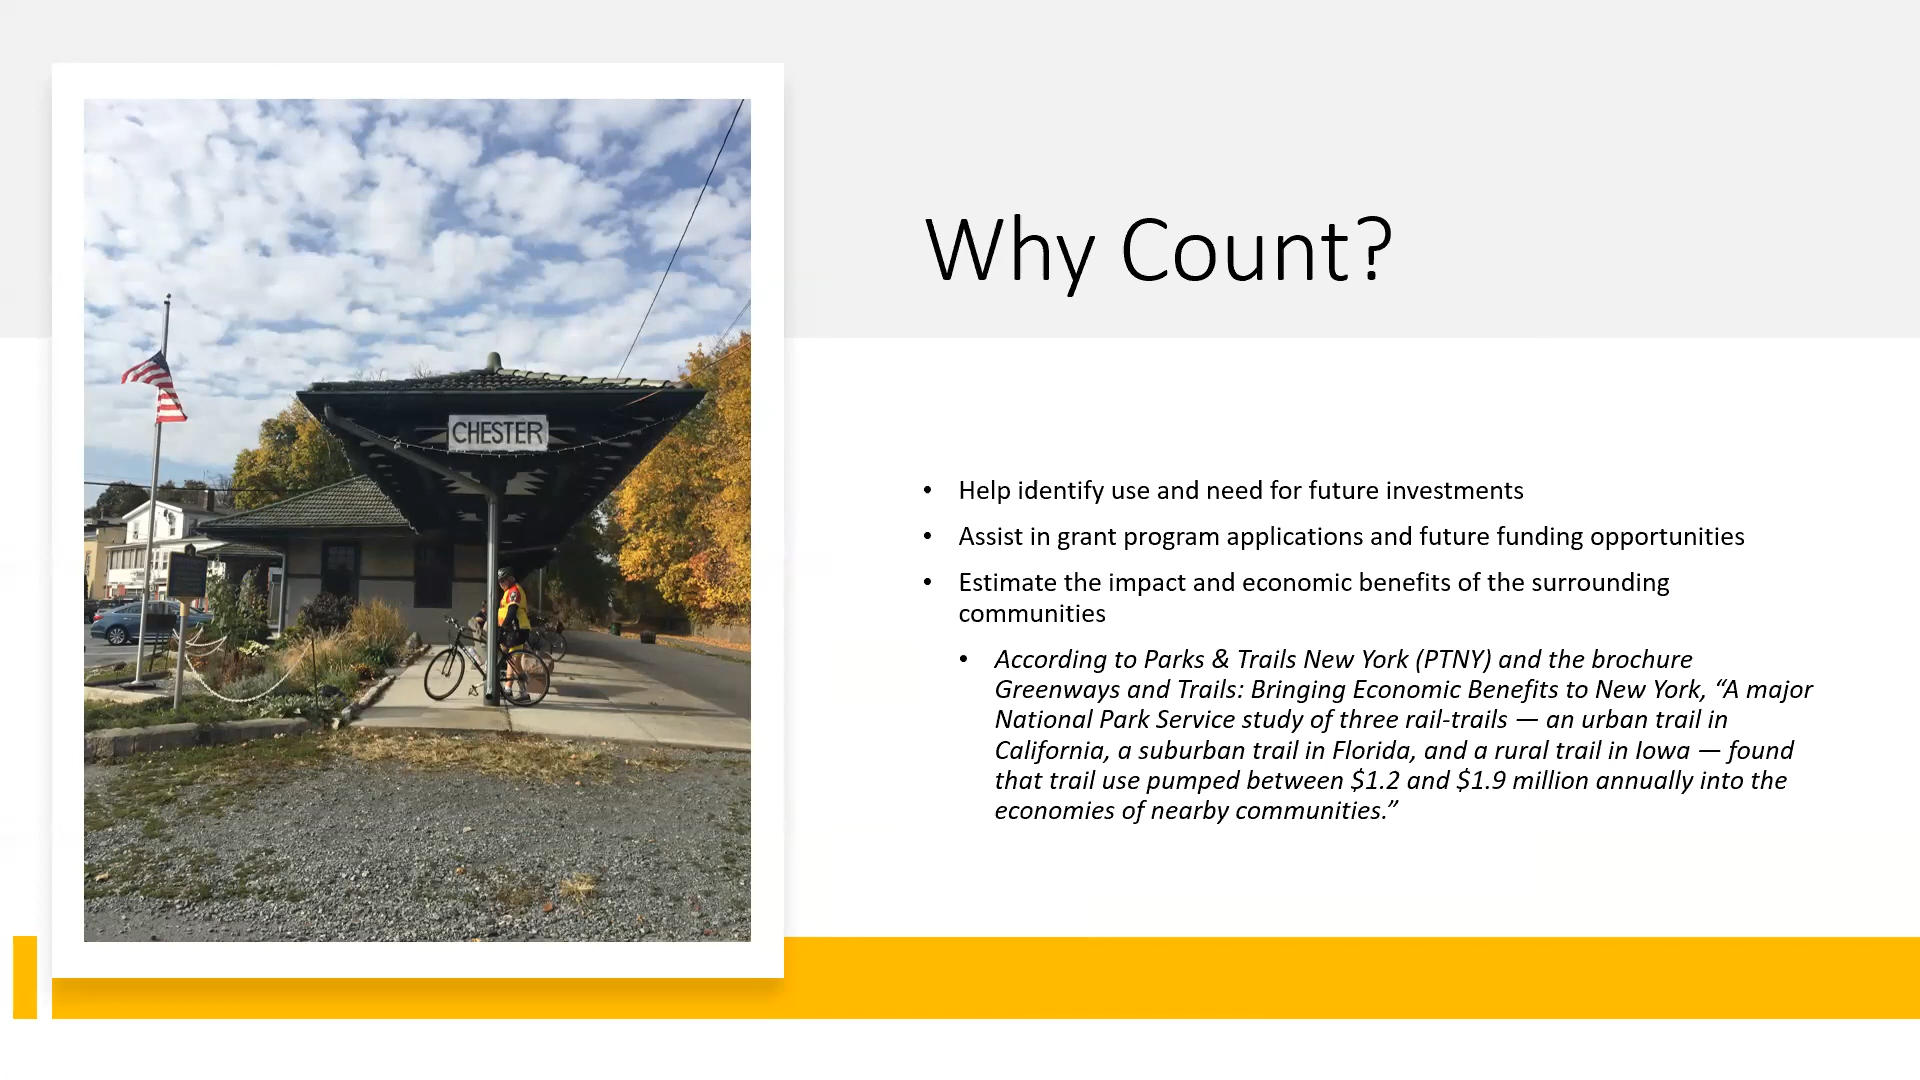 Why Count?
CHESTER
• Help identify use and need for future investments
• Assist in grant program applications and future funding opportunities
• Estimate the impact and economic benefits of the surrounding
communities
• According to Parks & Trails New York (PTNY) and the brochure
Greenways and Trails: Bringing Economic Benefits to New York, “A major
National Park Service study of three rail-trails — an urban trail in
California, a suburban trail in Florida, and a rural trail in Iowa — found
that trail use pumped between $1.2 and $1.9 million annually into the
economies of nearby communities.”